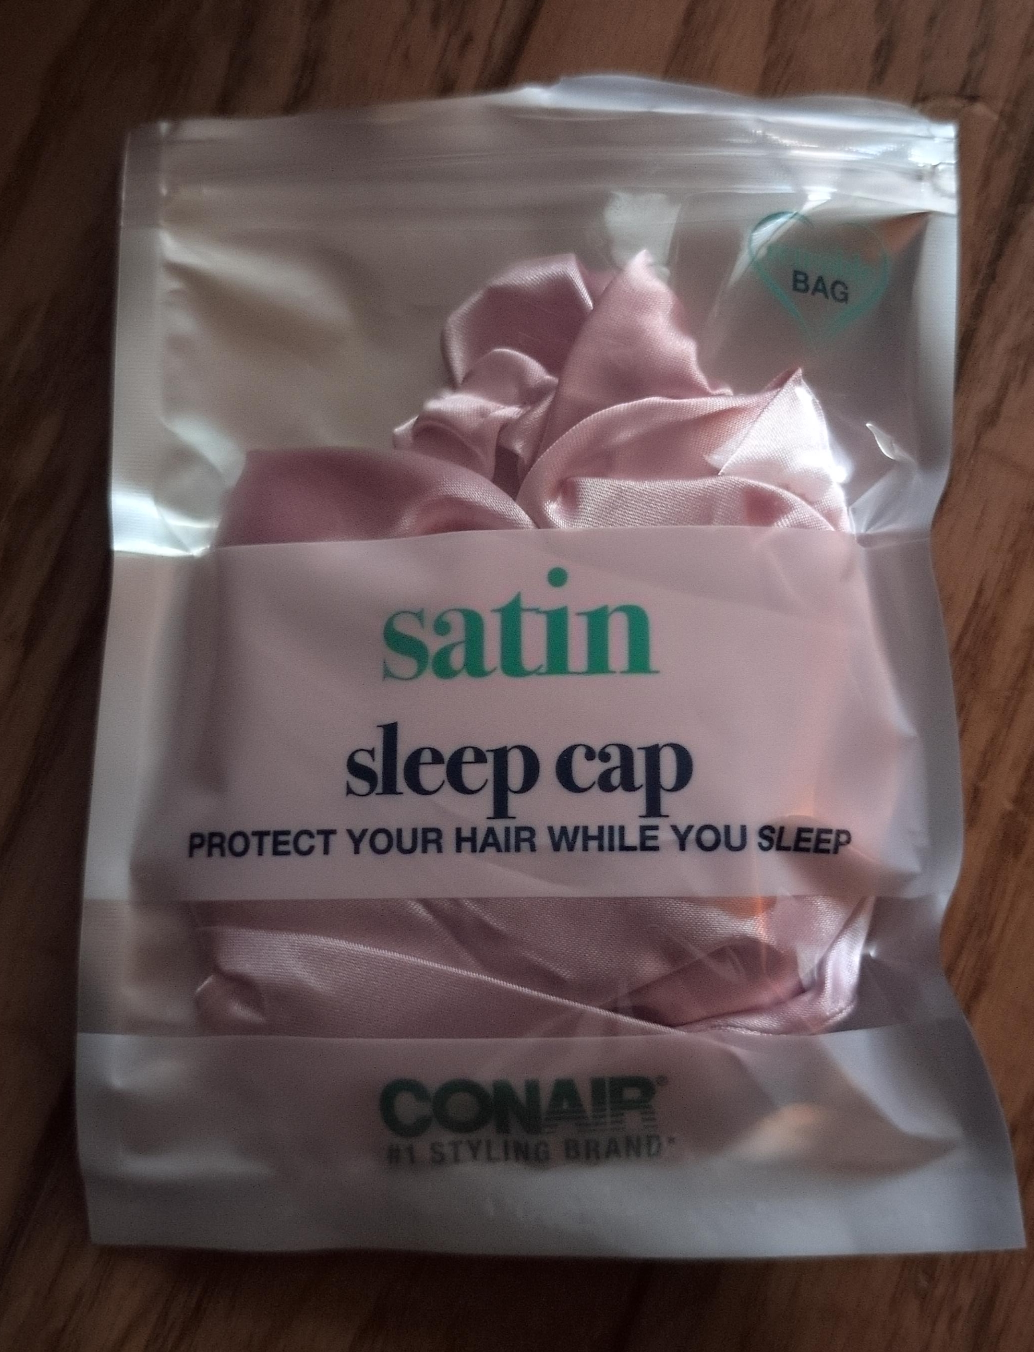 BAG
satin
sleep cap
PROTECT YOUR HAIR WHILE YOU SLEEP
CONAIR®
#1 STYLING BRAND*